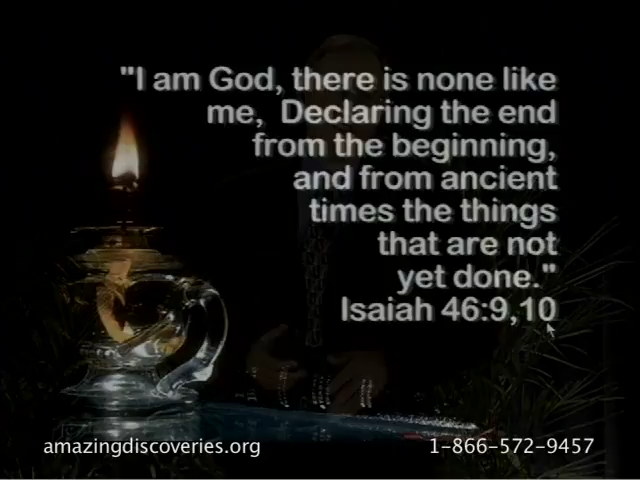 "I am God, there is none like
me,  Declaring the end
from the beginning,
and from ancient
times the things
that are not
yet done."
Isaiah 46:9,10
amazingdiscoveries.org
1-866-572-9457